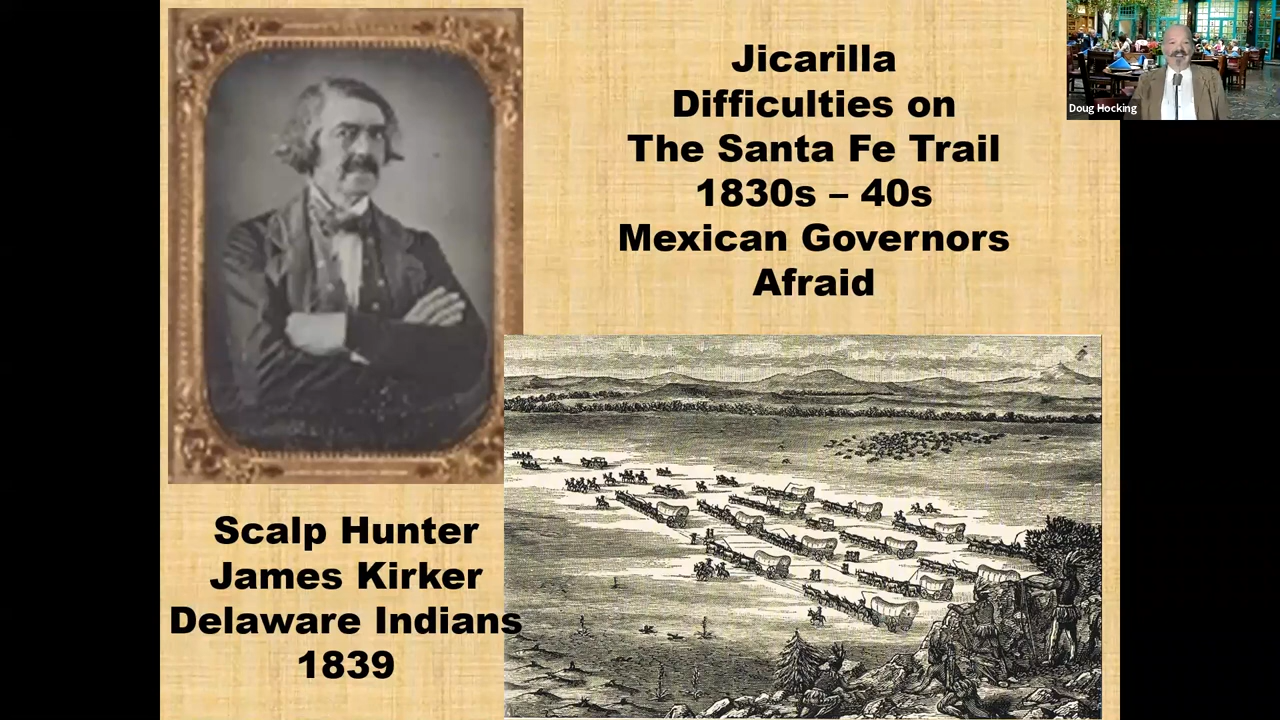 Jicarilla
Difficulties on
The Santa Fe Trail
1830s – 40s
Mexican Governors
Afraid
Doug Hocking
Scalp Hunter
James Kirker
Delaware Indians
1839